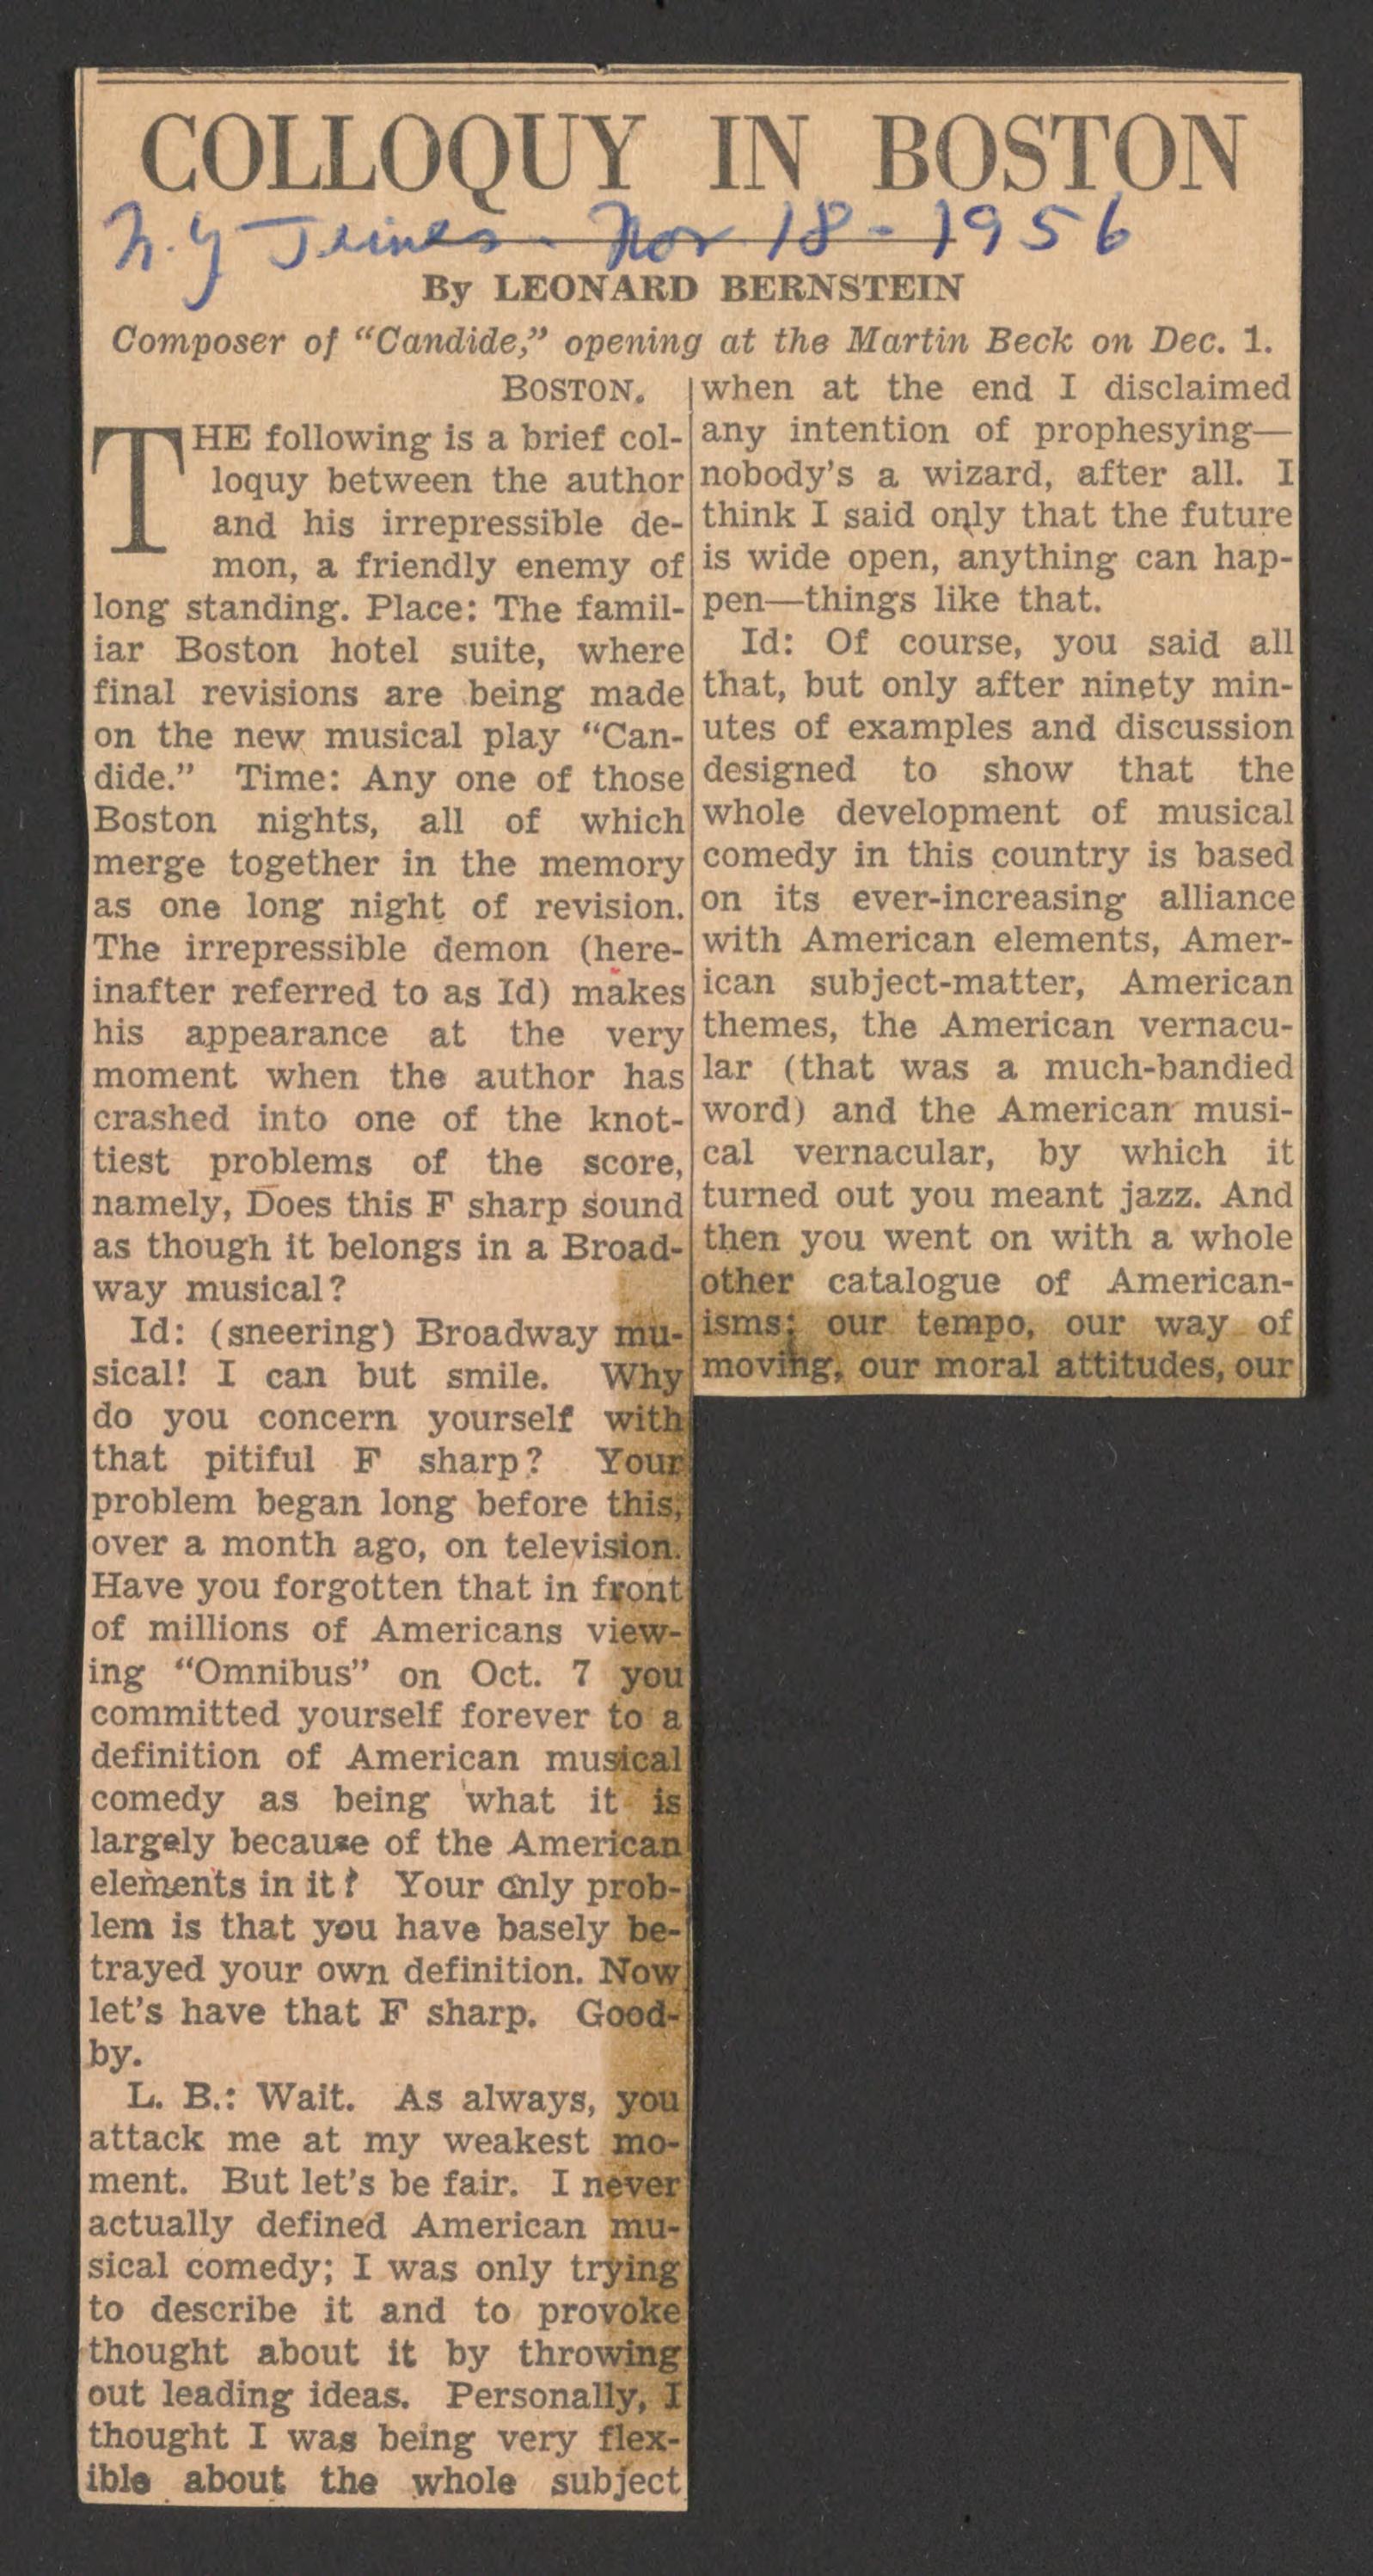 COLLOQUY IN BOSTON
N.Y Times - Nov 18 - 1956
By LEONARD BERNSTEIN
Composer of “Candide,” opening at the Martin Beck on Dec. 1.
BOSTON.
THE following is a brief col-
loquy between the author
and his irrepressible de-
mon, a friendly enemy of
long standing. Place: The famil-
iar Boston hotel suite, where
final revisions are being made
on the new musical play “Can-
dide.” Time: Any one of those
Boston nights, all of which
merge together in the memory
as one long night of revision.
The irrepressible demon (here-
inafter referred to as Id) makes
his appearance at the very
moment when the author has
crashed into one of the knot-
tiest problems of the score,
namely, Does this F sharp sound
as though it belongs in a Broad-
way musical?
Id: (sneering) Broadway mu-
sical! I can but smile. Why
do you concern yourself with
that pitiful F sharp? Your
problem began long before this,
over a month ago, on television.
Have you forgotten that in front
of millions of Americans view-
ing “Omnibus” on Oct. 7 you
committed yourself forever to a
definition of American musical
comedy as being what it is
largely because of the American
elements in it? Your only prob-
lem is that you have basely be-
trayed your own definition. Now
let's have that F sharp. Good-
by.
L. B.: Wait. As always, you
attack me at my weakest mo-
ment. But let's be fair. I never
actually defined American mu-
sical comedy; I was only trying
to describe it and to provoke
thought about it by throwing
out leading ideas. Personally, I
thought I was being very flex-
ible about the whole subject
when at the end I disclaimed
any intention of prophesying—
nobody's a wizard, after all. I
think I said only that the future
is wide open, anything can hap-
pen—things like that.
Id: Of course, you said all
that, but only after ninety min-
utes of examples and discussion
designed to show that the
whole development of musical
comedy in this country is based
on its ever-increasing alliance
with American elements, Amer-
ican subject-matter, American
themes, the American vernacu-
lar (that was a much-bandied
word) and the American musi-
cal vernacular, by which it
turned out you meant jazz. And
then you went on with a whole
other catalogue of American-
isms; our tempo, our way of
moving, our moral attitudes, our